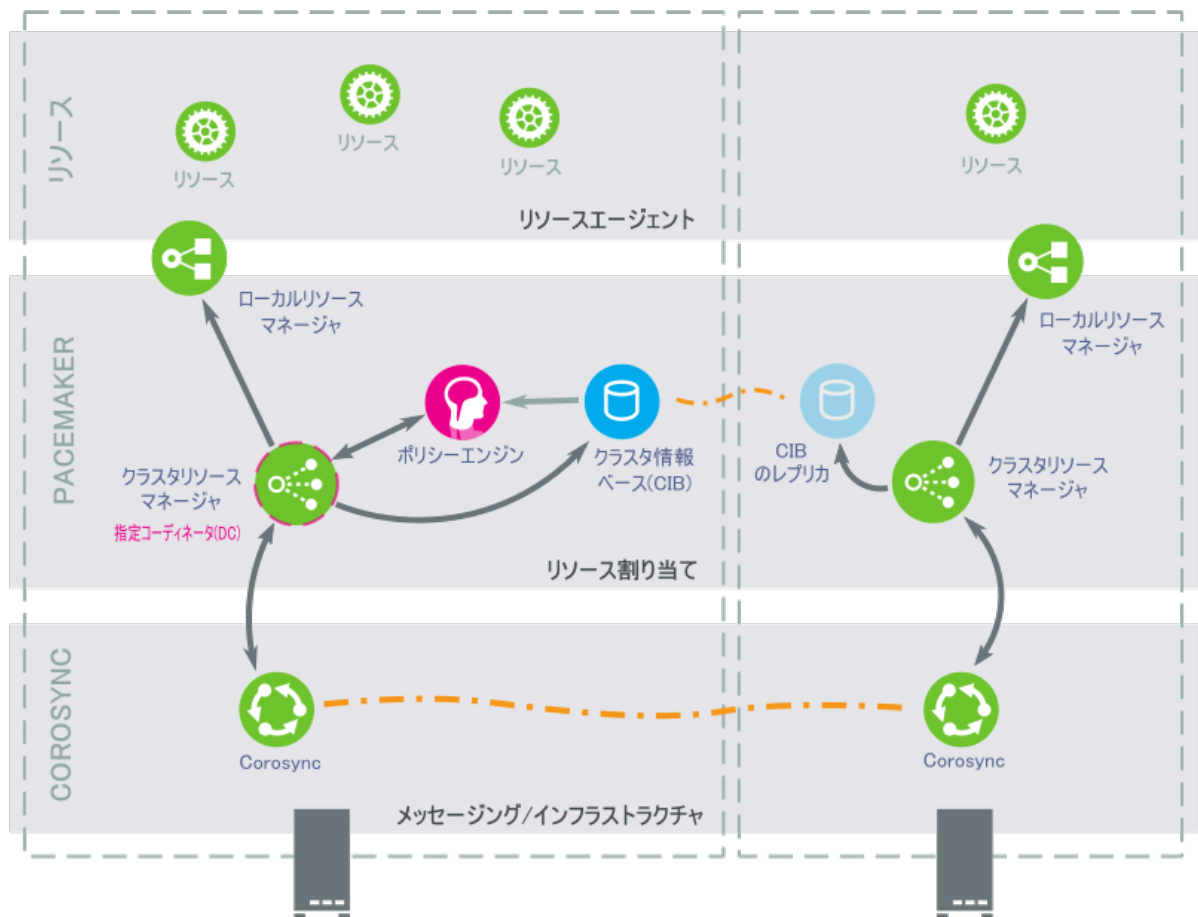 リソース
リソース
リソース
リソース
リソース
リソースエージェント
ローカルリソース
マネージャ
ローカルリソース
マネージャ
PACEMAKER
ポリシーエンジン
クラスタ情報
ベース(CIB)
CIB
のレプリカ
クラスタリソース
マネージャ
指定コーディネータ(DC)
クラスタリソース
マネージャ
リソース割り当て
COROSYNC
Corosync
Corosync
メッセージング/インフラストラクチャ